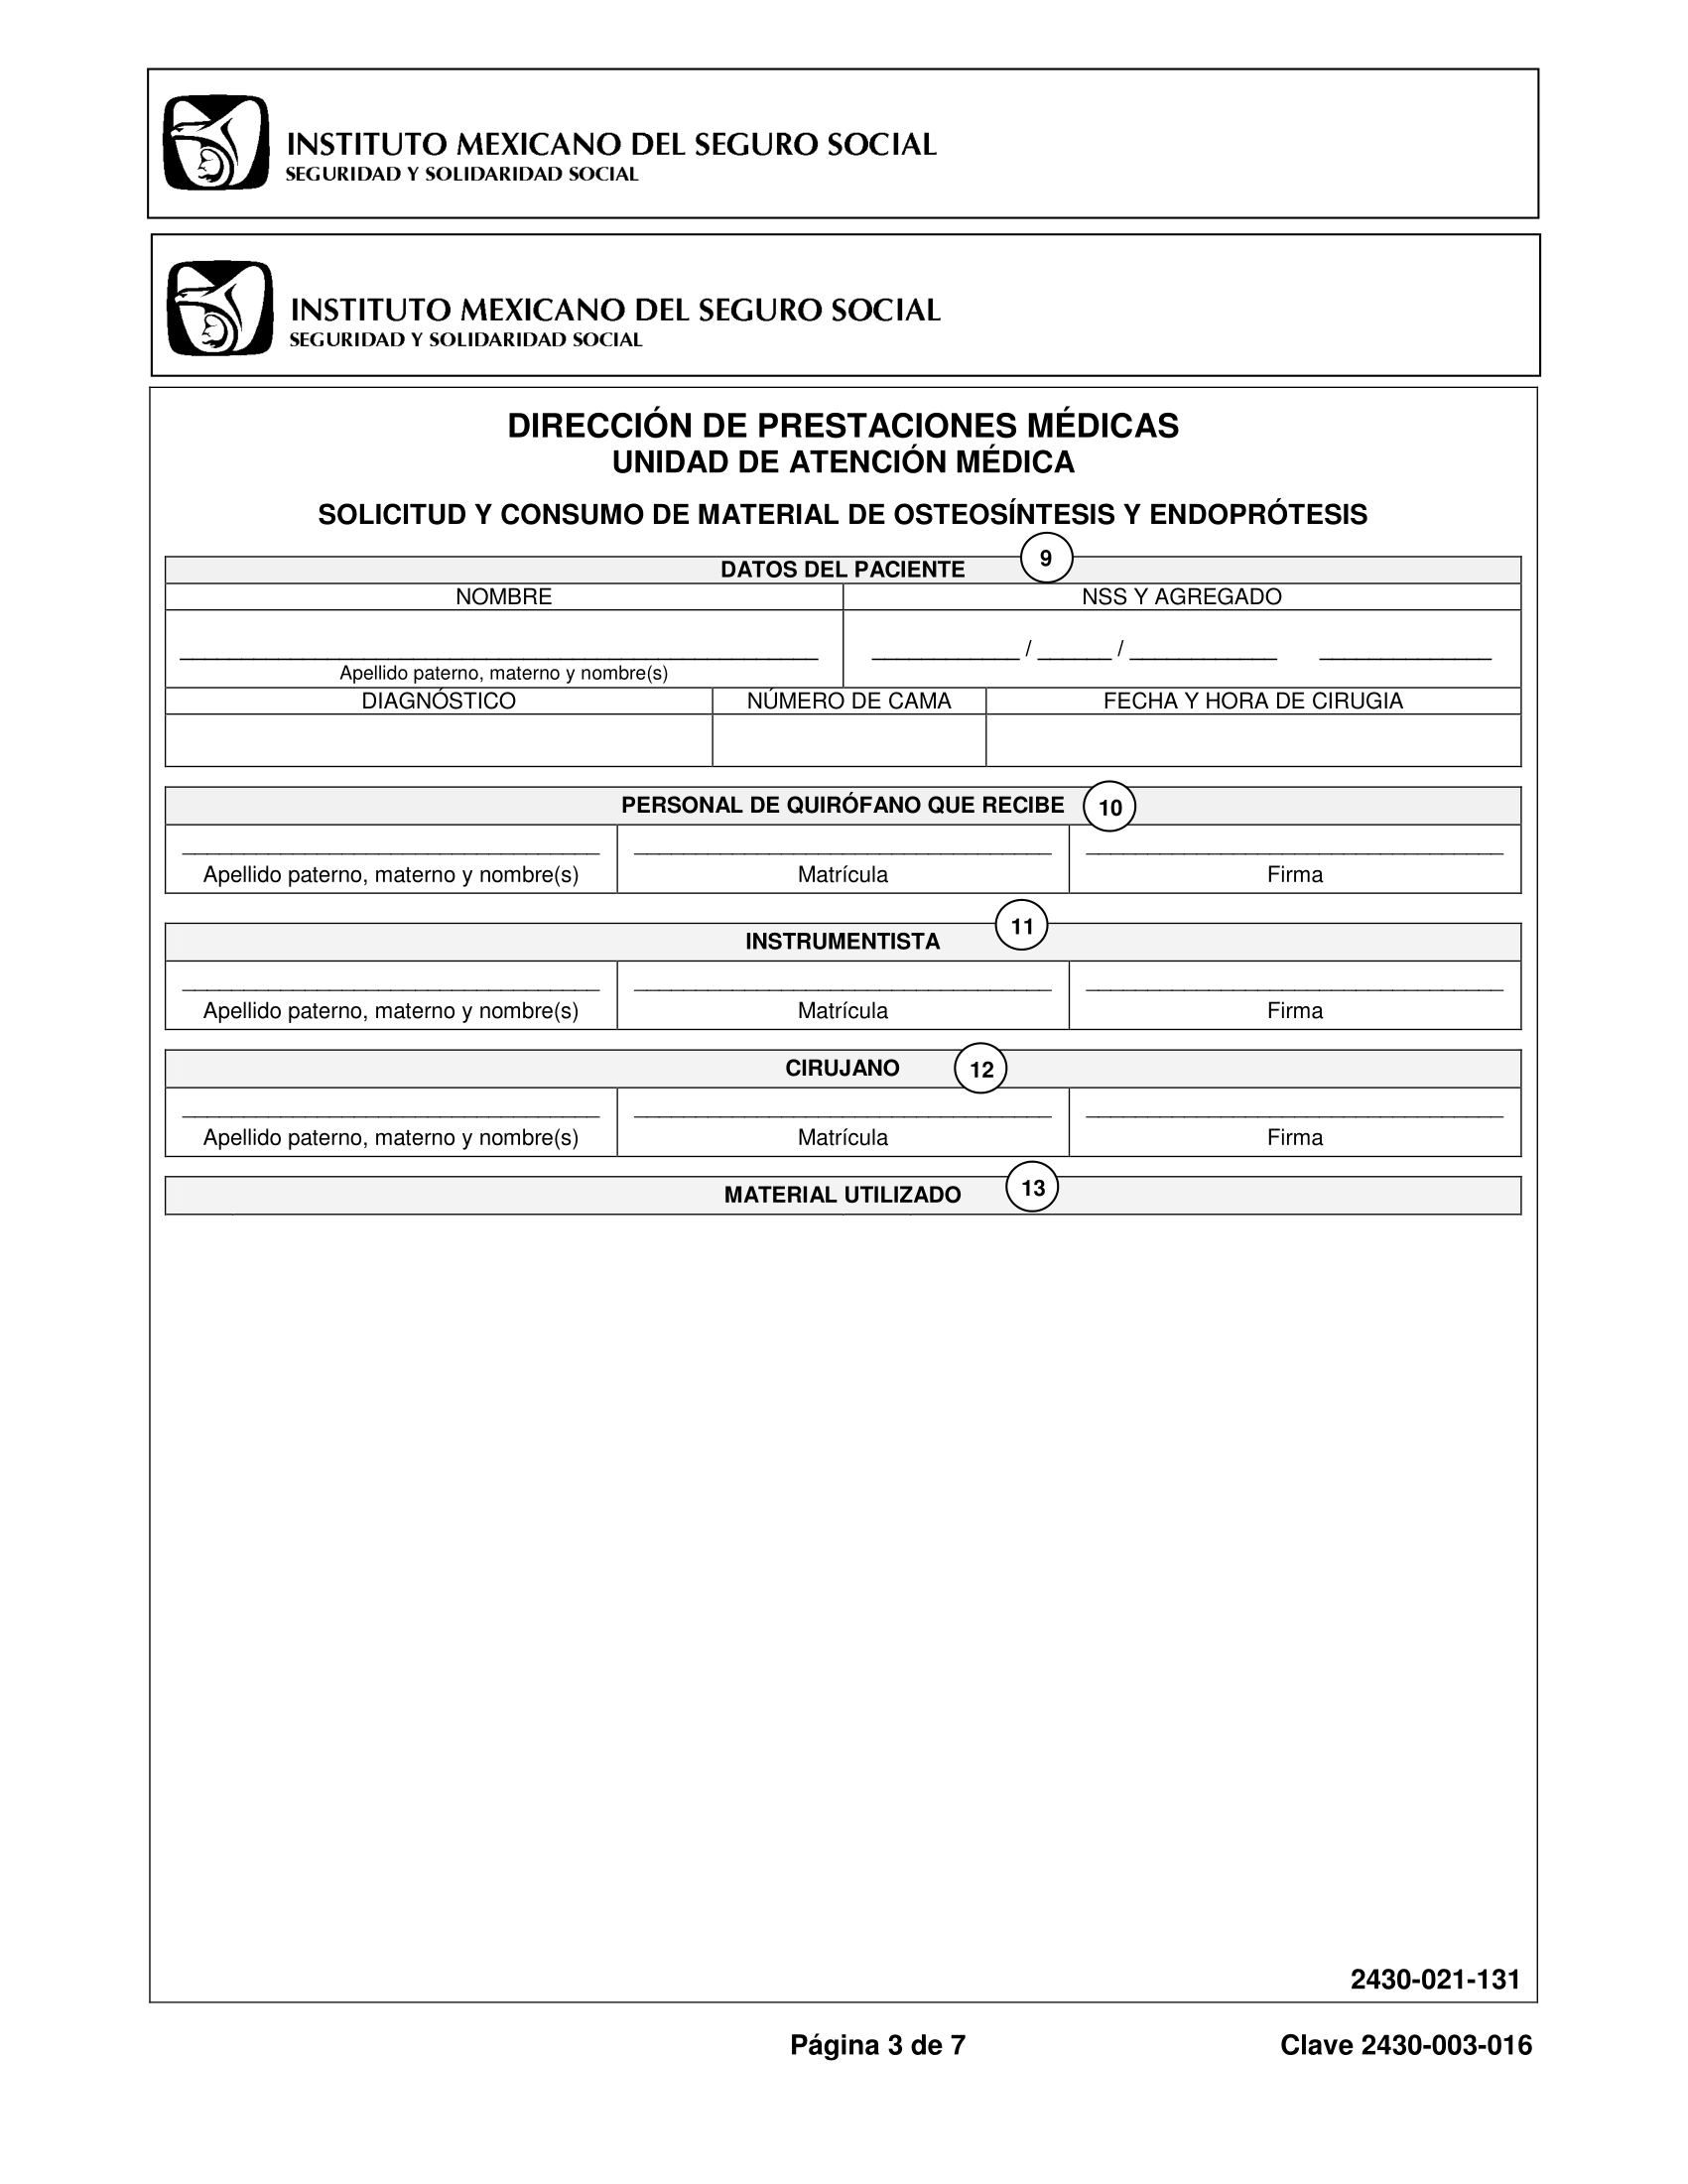 INSTITUTO MEXICANO DEL SEGURO SOCIAL
SEGURIDAD Y SOLIDARIDAD SOCIAL
INSTITUTO MEXICANO DEL SEGURO SOCIAL
SEGURIDAD Y SOLIDARIDAD SOCIAL
DIRECCIÓN DE PRESTACIONES MÉDICAS
UNIDAD DE ATENCIÓN MÉDICA
SOLICITUD Y CONSUMO DE MATERIAL DE OSTEOSÍNTESIS Y ENDOPRÓTESIS
DATOS DEL PACIENTE 9
NOMBRE NSS Y AGREGADO
____________ / ______ / ____________ ______________
Apellido paterno, materno y nombre(s)
DIAGNÓSTICO NÚMERO DE CAMA FECHA Y HORA DE CIRUGIA
PERSONAL DE QUIRÓFANO QUE RECIBE 10
Apellido paterno, materno y nombre(s) Matrícula Firma
INSTRUMENTISTA 11
Apellido paterno, materno y nombre(s) Matrícula Firma
CIRUJANO 12
Apellido paterno, materno y nombre(s) Matrícula Firma
MATERIAL UTILIZADO 13
2430-021-131
Página 3 de 7 Clave 2430-003-016